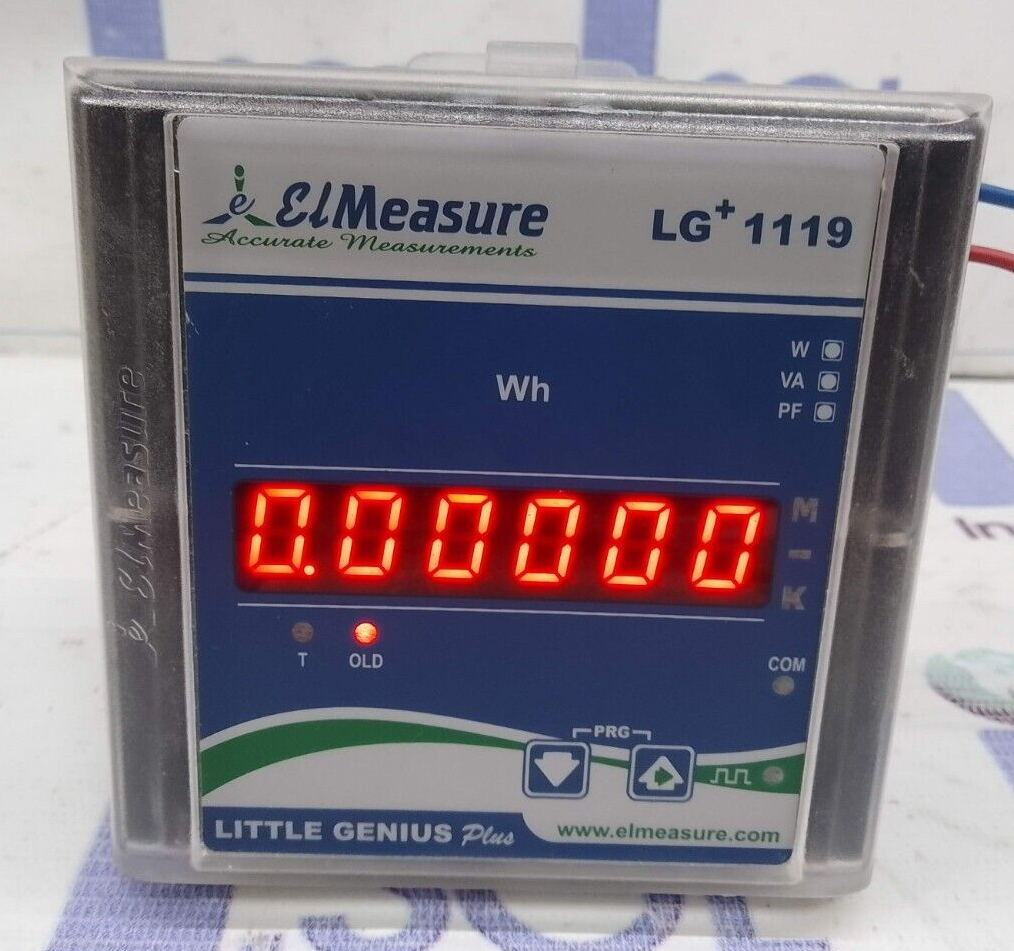 e ElMeasure
Accurate Measurements
LG+ 1119
W
VA
PF
Wh
0.00000
M
K
T
OLD
COM
PRG
LITTLE GENIUS Plus
www.elmeasure.com
e ElMeasure
In